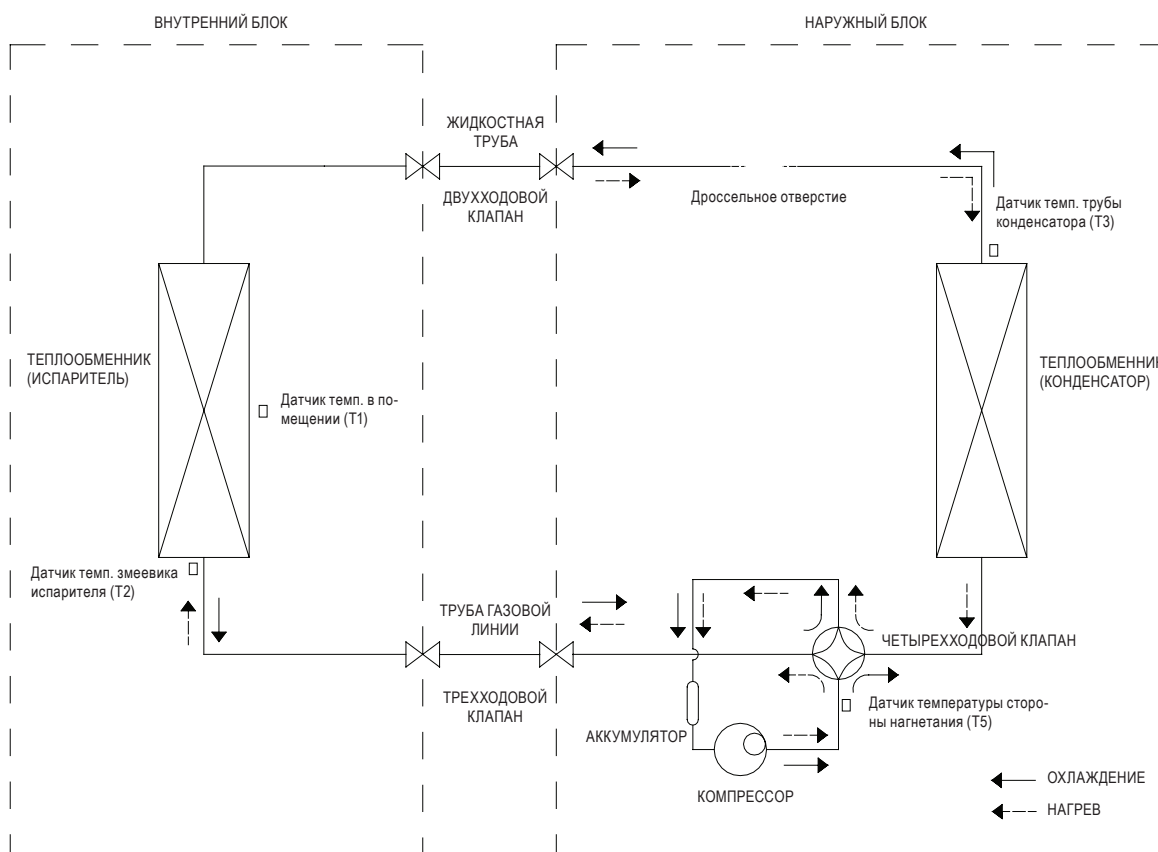 ВНУТРЕННИЙ БЛОК
НАРУЖНЫЙ БЛОК
ЖИДКОСТНАЯ
ТРУБА
ДВУХХОДОВОЙ
КЛАПАН
Дроссельное отверстие
Датчик темп. трубы
конденсатора (T3)
ТЕПЛООБМЕННИК
(ИСПАРИТЕЛЬ)
Датчик темп. в по-
мещении (T1)
ТЕПЛООБМЕННИК
(КОНДЕНСАТОР)
Датчик темп. змеевика
испарителя (T2)
ТРУБА ГАЗОВОЙ
ЛИНИИ
ТРЕХХОДОВОЙ
КЛАПАН
ЧЕТЫРЕХХОДОВОЙ КЛАПАН
Датчик температуры сторо-
ны нагнетания (T5)
АККУМУЛЯТОР
КОМПРЕССОР
ОХЛАЖДЕНИЕ
НАГРЕВ